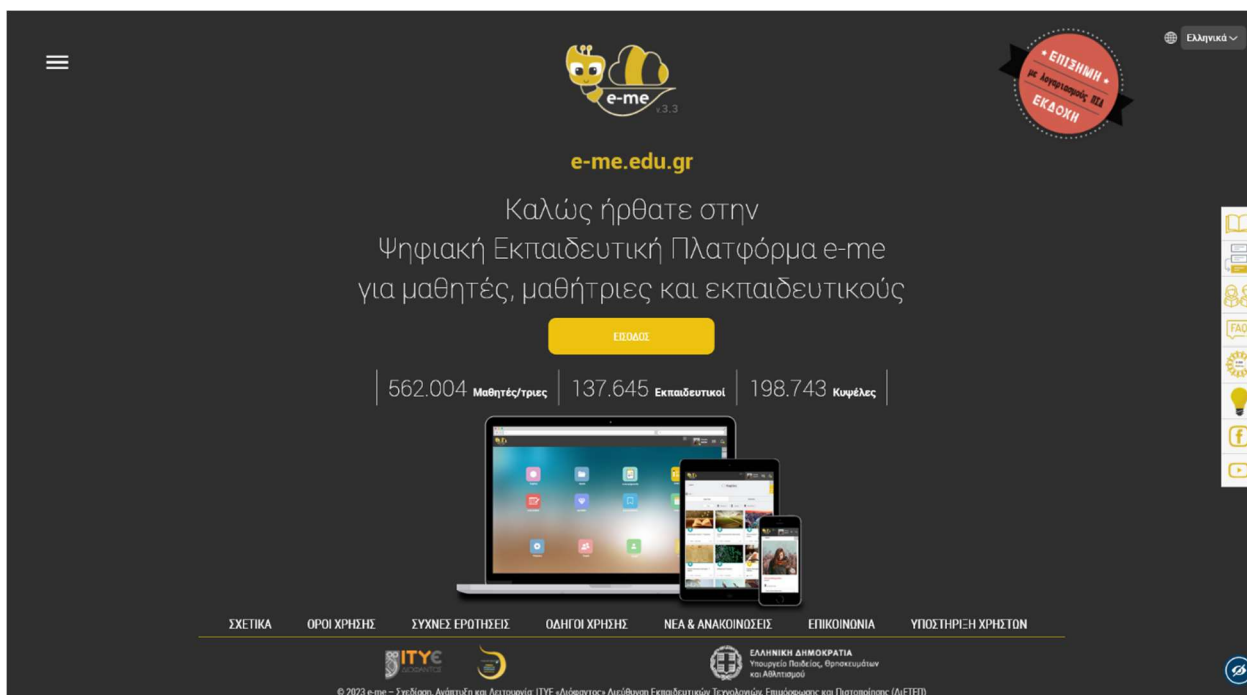 Ελληνικά
ΕΠΙΣΗΜΗ
με λογαριασμούς ΠΣΔ
ΕΚΔΟΧΗ
e-me
v.3.3
e-me.edu.gr
Καλώς ήρθατε στην
Ψηφιακή Εκπαιδευτική Πλατφόρμα e-me
για μαθητές, μαθήτριες και εκπαιδευτικούς
ΕΙΣΟΔΟΣ
562.004 Μαθητές/τριες 137.645 Εκπαιδευτικοί 198.743 Κυψέλες
FAQ
ΣΧΕΤΙΚΑ ΟΡΟΙ ΧΡΗΣΗΣ ΣΥΧΝΕΣ ΕΡΩΤΗΣΕΙΣ ΟΔΗΓΟΙ ΧΡΗΣΗΣ ΝΕΑ & ΑΝΑΚΟΙΝΩΣΕΙΣ ΕΠΙΚΟΙΝΩΝΙΑ ΥΠΟΣΤΗΡΙΞΗ ΧΡΗΣΤΩΝ
ΙΤΥΕ
ΔΙΟΦΑΝΤΟΣ
ΕΛΛΗΝΙΚΗ ΔΗΜΟΚΡΑΤΙΑ
Υπουργείο Παιδείας, Θρησκευμάτων
και Αθλητισμού
© 2023 e-me – Σχεδίαση, Ανάπτυξη και Λειτουργία: ΙΤΥΕ «Διόφαντος» Διεύθυνση Εκπαιδευτικών Τεχνολογιών, Επιμόρφωσης και Πιστοποίησης (ΔιΕΤΕΠ)